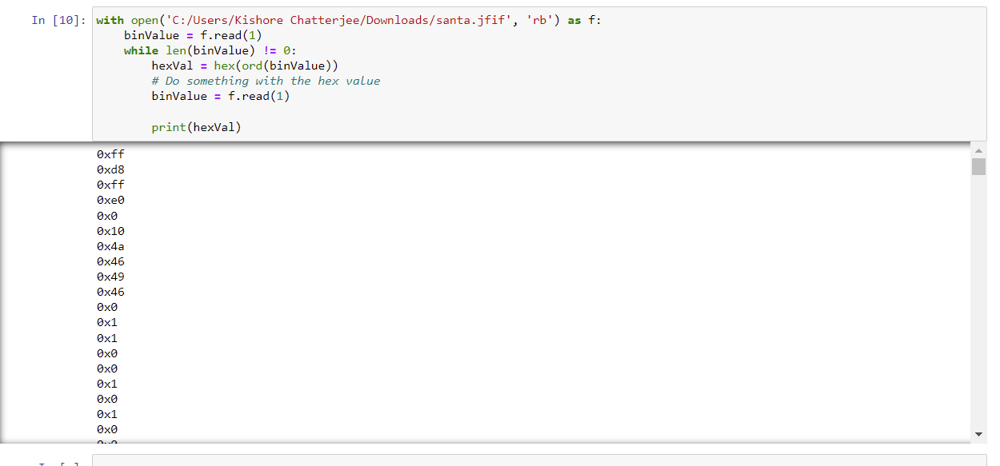 In [10]: with open('C:/Users/Kishore Chatterjee/Downloads/santa.jfif', 'rb') as f:
    binValue = f.read(1)
    while len(binValue) != 0:
        hexVal = hex(ord(binValue))
        # Do something with the hex value
        binValue = f.read(1)

        print(hexVal)
0xff
0xd8
0xff
0xe0
0x0
0x10
0x4a
0x46
0x49
0x46
0x0
0x1
0x1
0x0
0x0
0x1
0x0
0x1
0x0